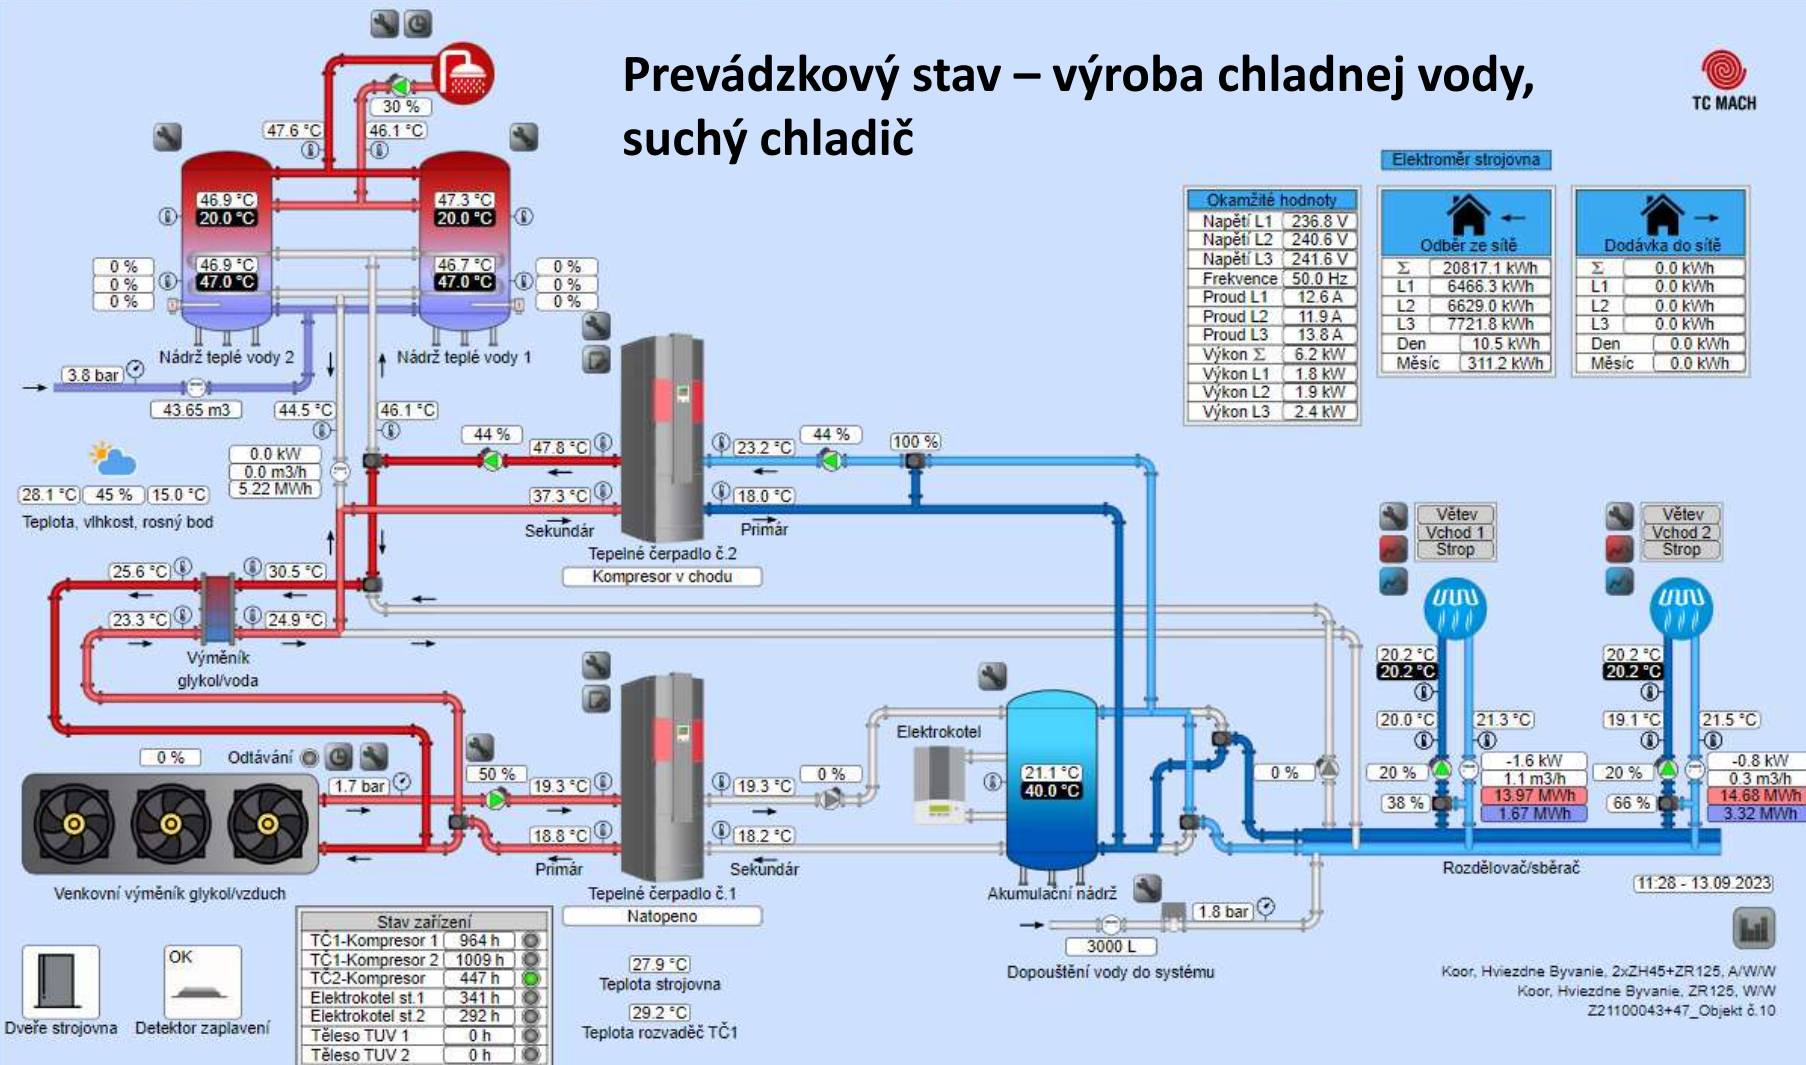 Prevádzkový stav – výroba chladnej vody,
suchý chladič
TC MACH
30 %
47.6 °C
46.1 °C
46.9 °C
20.0 °C
47.3 °C
20.0 °C
46.9 °C
47.0 °C
46.7 °C
47.0 °C
0 %
0 %
0 %
0 %
0 %
0 %
Nádrž teplé vody 2
Nádrž teplé vody 1
3.8 bar
43.65 m3
44.5 °C
46.1 °C
0.0 kW
0.0 m3/h
5.22 MWh
28.1 °C 45 % 15.0 °C
Teplota, vlhkost, rosný bod
Elektroměr strojovna
Okamžité hodnoty
Napětí L1 236.8 V
Napětí L2 240.6 V
Napětí L3 241.6 V
Frekvence 50.0 Hz
Proud L1 12.6 A
Proud L2 11.9 A
Proud L3 13.8 A
Výkon Σ 6.2 kW
Výkon L1 1.8 kW
Výkon L2 1.9 kW
Výkon L3 2.4 kW
Odběr ze sítě
Σ 20817.1 kWh
L1 6466.3 kWh
L2 6629.0 kWh
L3 7721.8 kWh
Den 10.5 kWh
Měsíc 311.2 kWh
Dodávka do sítě
Σ 0.0 kWh
L1 0.0 kWh
L2 0.0 kWh
L3 0.0 kWh
Den 0.0 kWh
Měsíc 0.0 kWh
44 %
47.8 °C
23.2 °C
44 %
100 %
37.3 °C
18.0 °C
Sekundár
Primár
Tepelné čerpadlo č.2
Kompresor v chodu
25.6 °C
30.5 °C
23.3 °C
24.9 °C
Výměník
glykol/voda
Větev
Vchod 1
Strop
Větev
Vchod 2
Strop
20.2 °C
20.2 °C
20.2 °C
20.2 °C
20.0 °C
21.3 °C
19.1 °C
21.5 °C
20 %
-1.6 kW
1.1 m3/h
13.97 MWh
1.67 MWh
38 %
20 %
-0.8 kW
0.3 m3/h
14.68 MWh
3.32 MWh
66 %
0 %
Odtávání
1.7 bar
50 %
19.3 °C
19.3 °C
0 %
18.8 °C
18.2 °C
Primár
Sekundár
Tepelné čerpadlo č.1
Natopeno
Elektrokotel
21.1 °C
40.0 °C
0 %
Akumulační nádrž
Rozdělovač/sběrač
Venkovní výměník glykol/vzduch
11:28 - 13.09.2023
1.8 bar
3000 L
Dopouštění vody do systému
Stav zařízení
TČ1-Kompresor 1 964 h
TČ1-Kompresor 2 1009 h
TČ2-Kompresor 447 h
Elektrokotel st.1 341 h
Elektrokotel st.2 292 h
Těleso TUV 1 0 h
Těleso TUV 2 0 h
OK
Dveře strojovna
Detektor zaplavení
27.9 °C
Teplota strojovna
29.2 °C
Teplota rozvaděč TČ1
Koor, Hviezdne Byvanie, 2xZH45+ZR125, A/W/W
Koor, Hviezdne Byvanie, ZR125, W/W
Z21100043+47_Objekt č.10